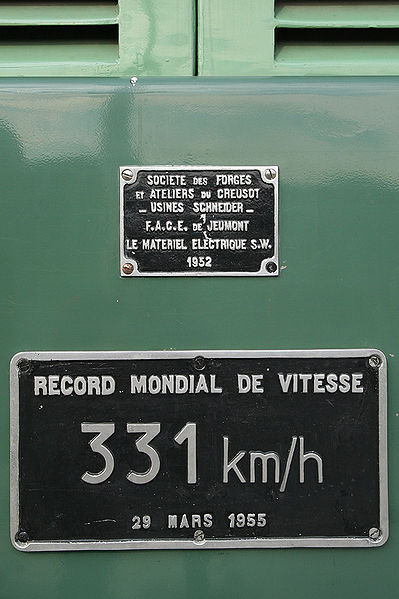 SOCIETE DES FORGES
ET ATELIERS DU CREUSOT
- USINES SCHNEIDER -
F.A.C.E. DE JEUMONT
LE MATERIEL ELECTRIQUE S.W.
1952
RECORD MONDIAL DE VITESSE
331 km/h
29 MARS 1955